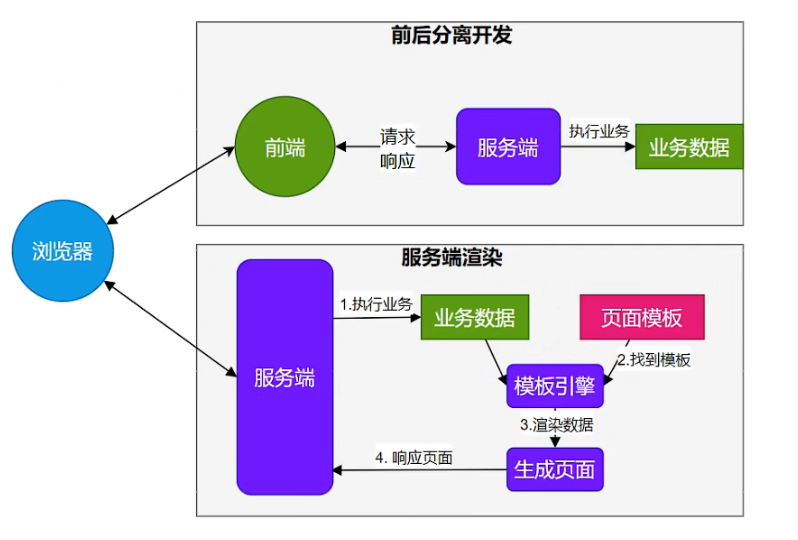 前后分离开发
前端
请求
响应
服务端
执行业务
业务数据
浏览器
服务端渲染
服务端
1.执行业务
业务数据
页面模板
2.找到模板
模板引擎
3.渲染数据
4. 响应页面
生成页面